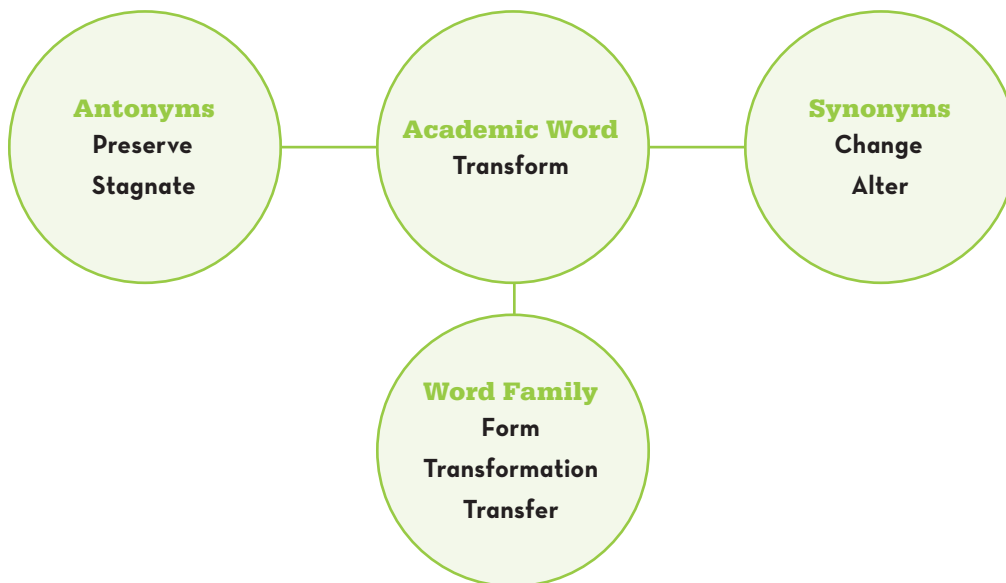 Antonyms
Preserve
Stagnate
Academic Word
Transform
Synonyms
Change
Alter
Word Family
Form
Transformation
Transfer